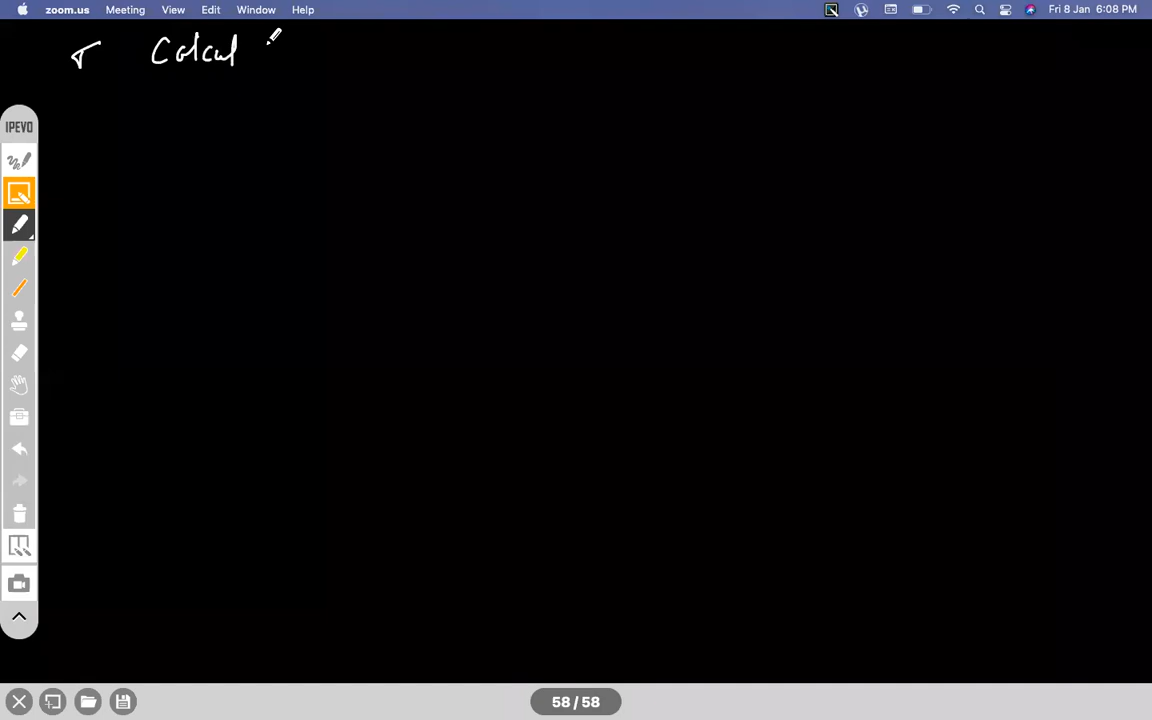 zoom.us Meeting View Edit Window Help Fri 8 Jan 6:08 PM
σ Calcul
IPEVO
58 / 58